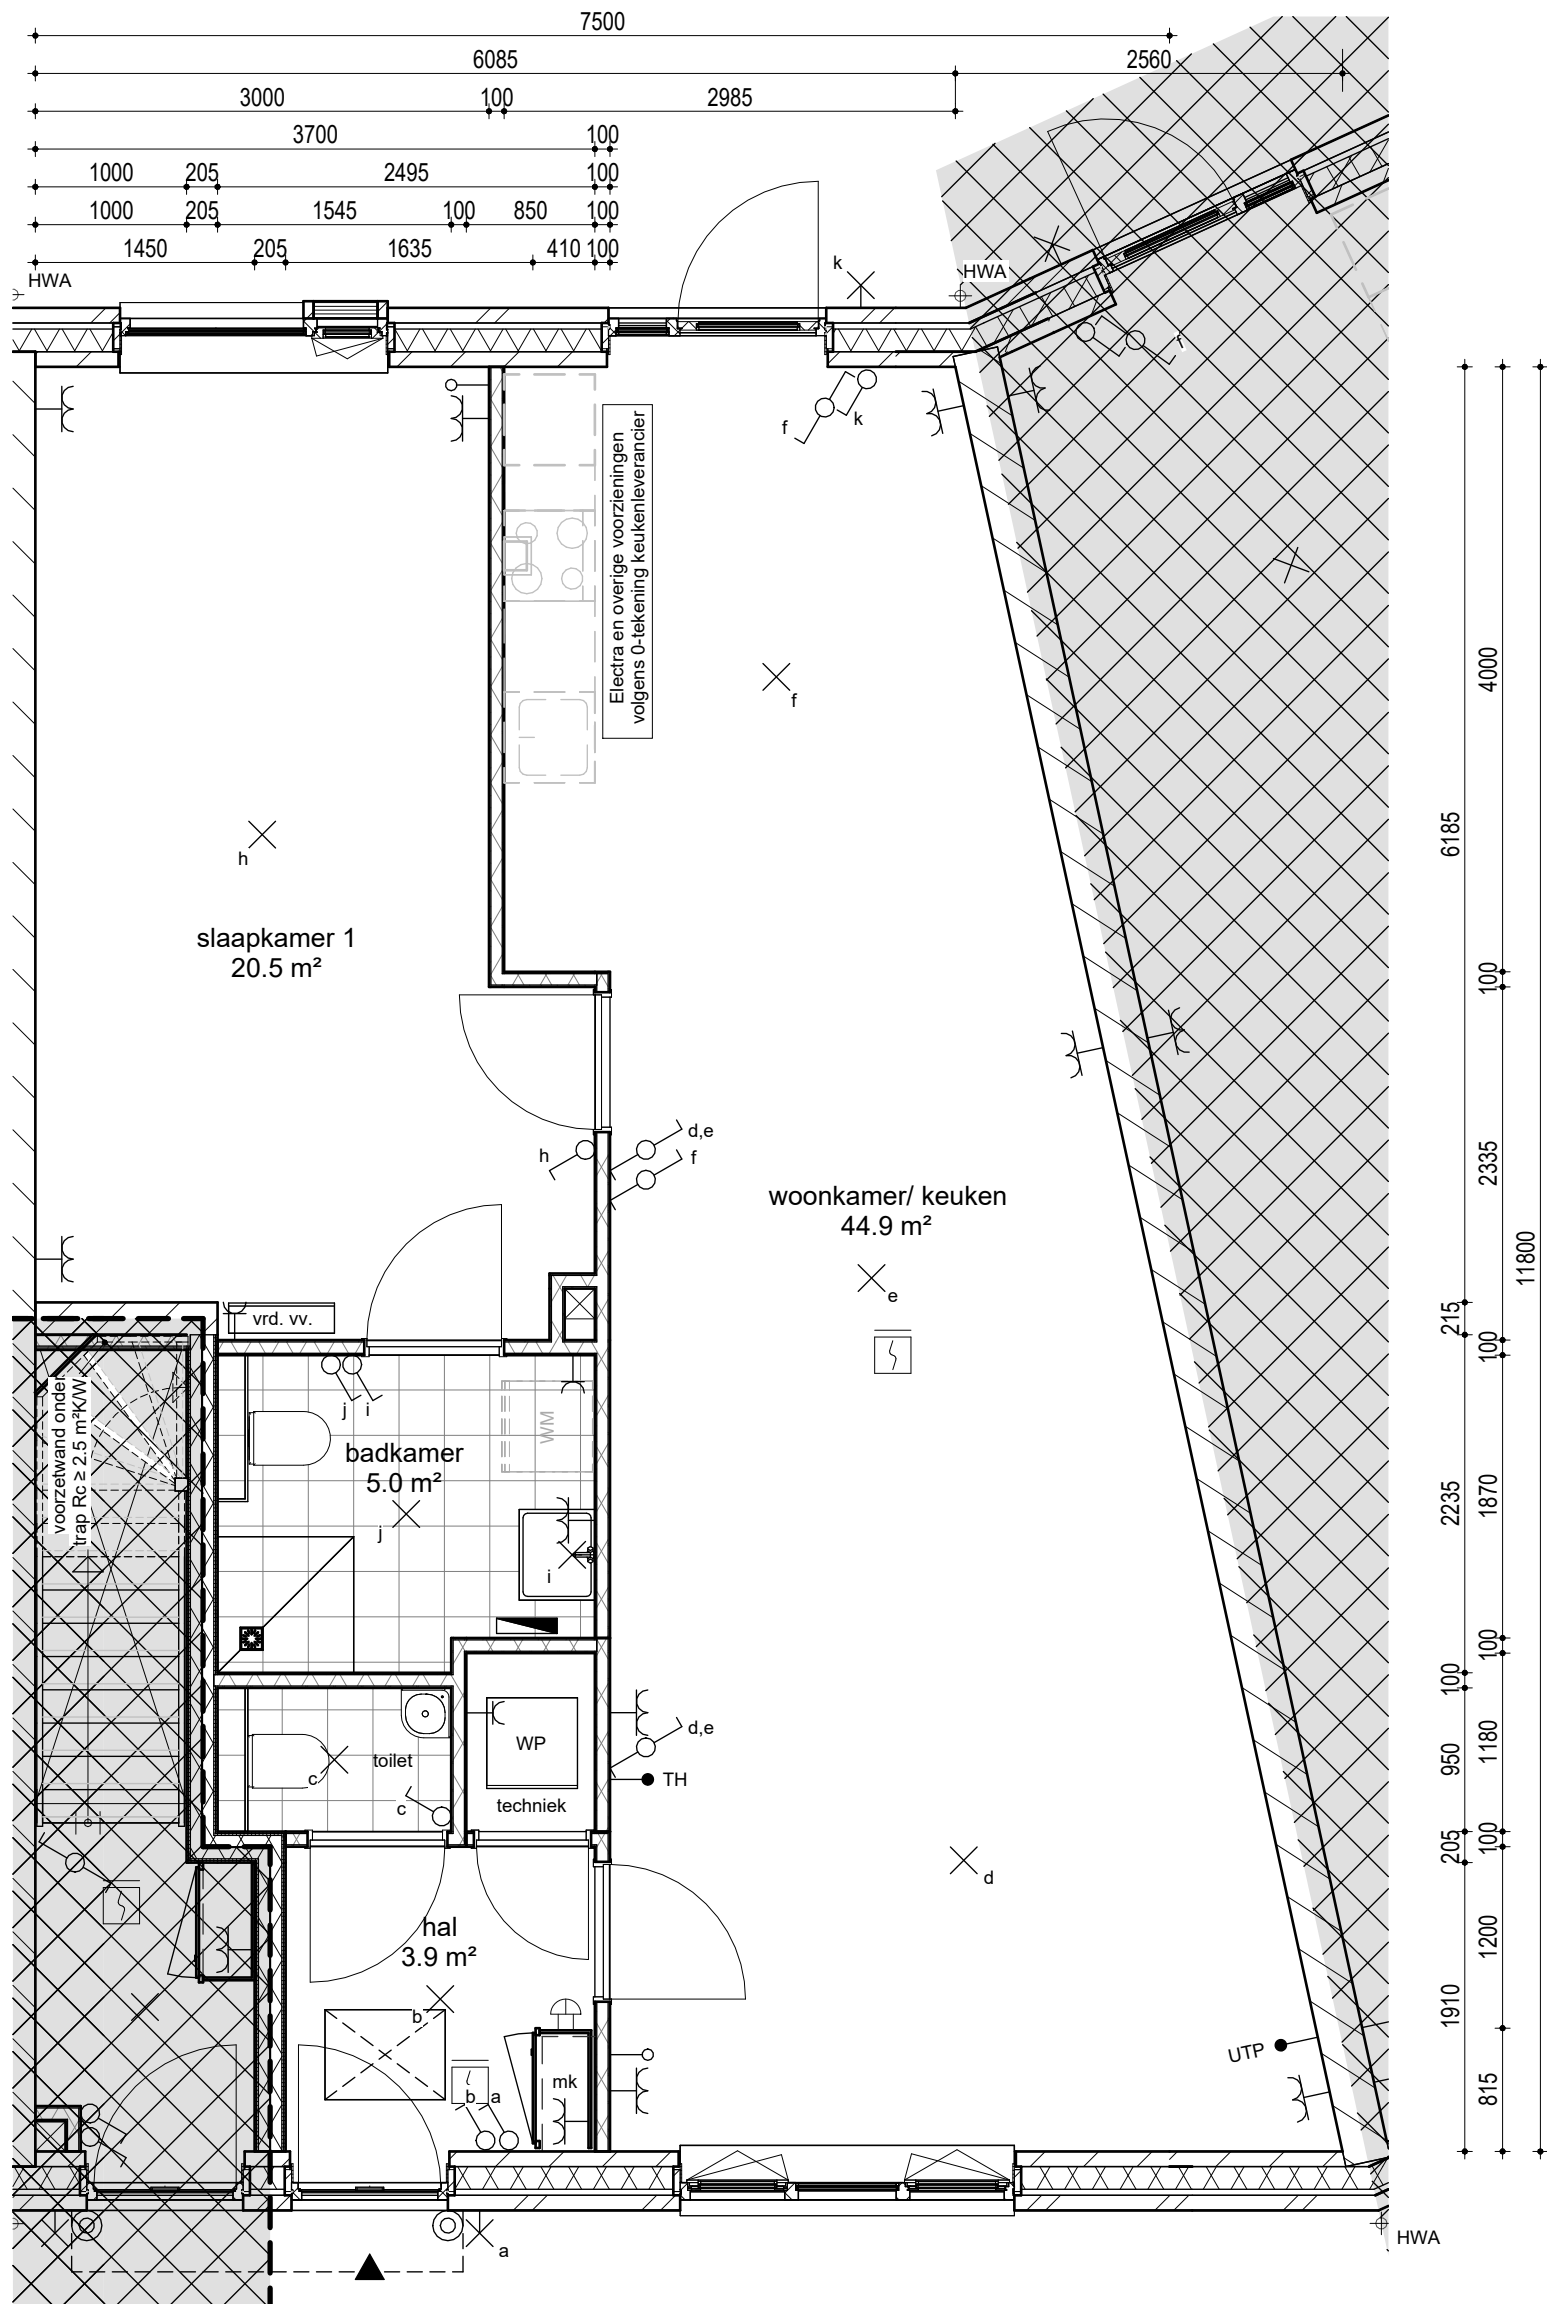 7500
6085
2560
3000
100
2985
3700
100
1000
205
2495
100
1000
205
1545
100
850
100
1450
205
1635
410
100
HWA
k
HWA
f
f
k
Electra en overige voorzieningen
volgens 0-tekening keukenleverancier
f
h
slaapkamer 1
20.5 m²
h
d,e
f
woonkamer/ keuken
44.9 m²
e
vrd. vv.
voorzetwand onder
trap Rc ≥ 2.5 m²K/W
j
i
WM
badkamer
5.0 m²
j
i
c
toilet
c
WP
techniek
d,e
TH
d
hal
3.9 m²
b
b
a
mk
UTP
a
HWA
6185
215
2235
100
950
205
1910
4000
100
2335
100
1870
100
1180
100
1200
815
11800